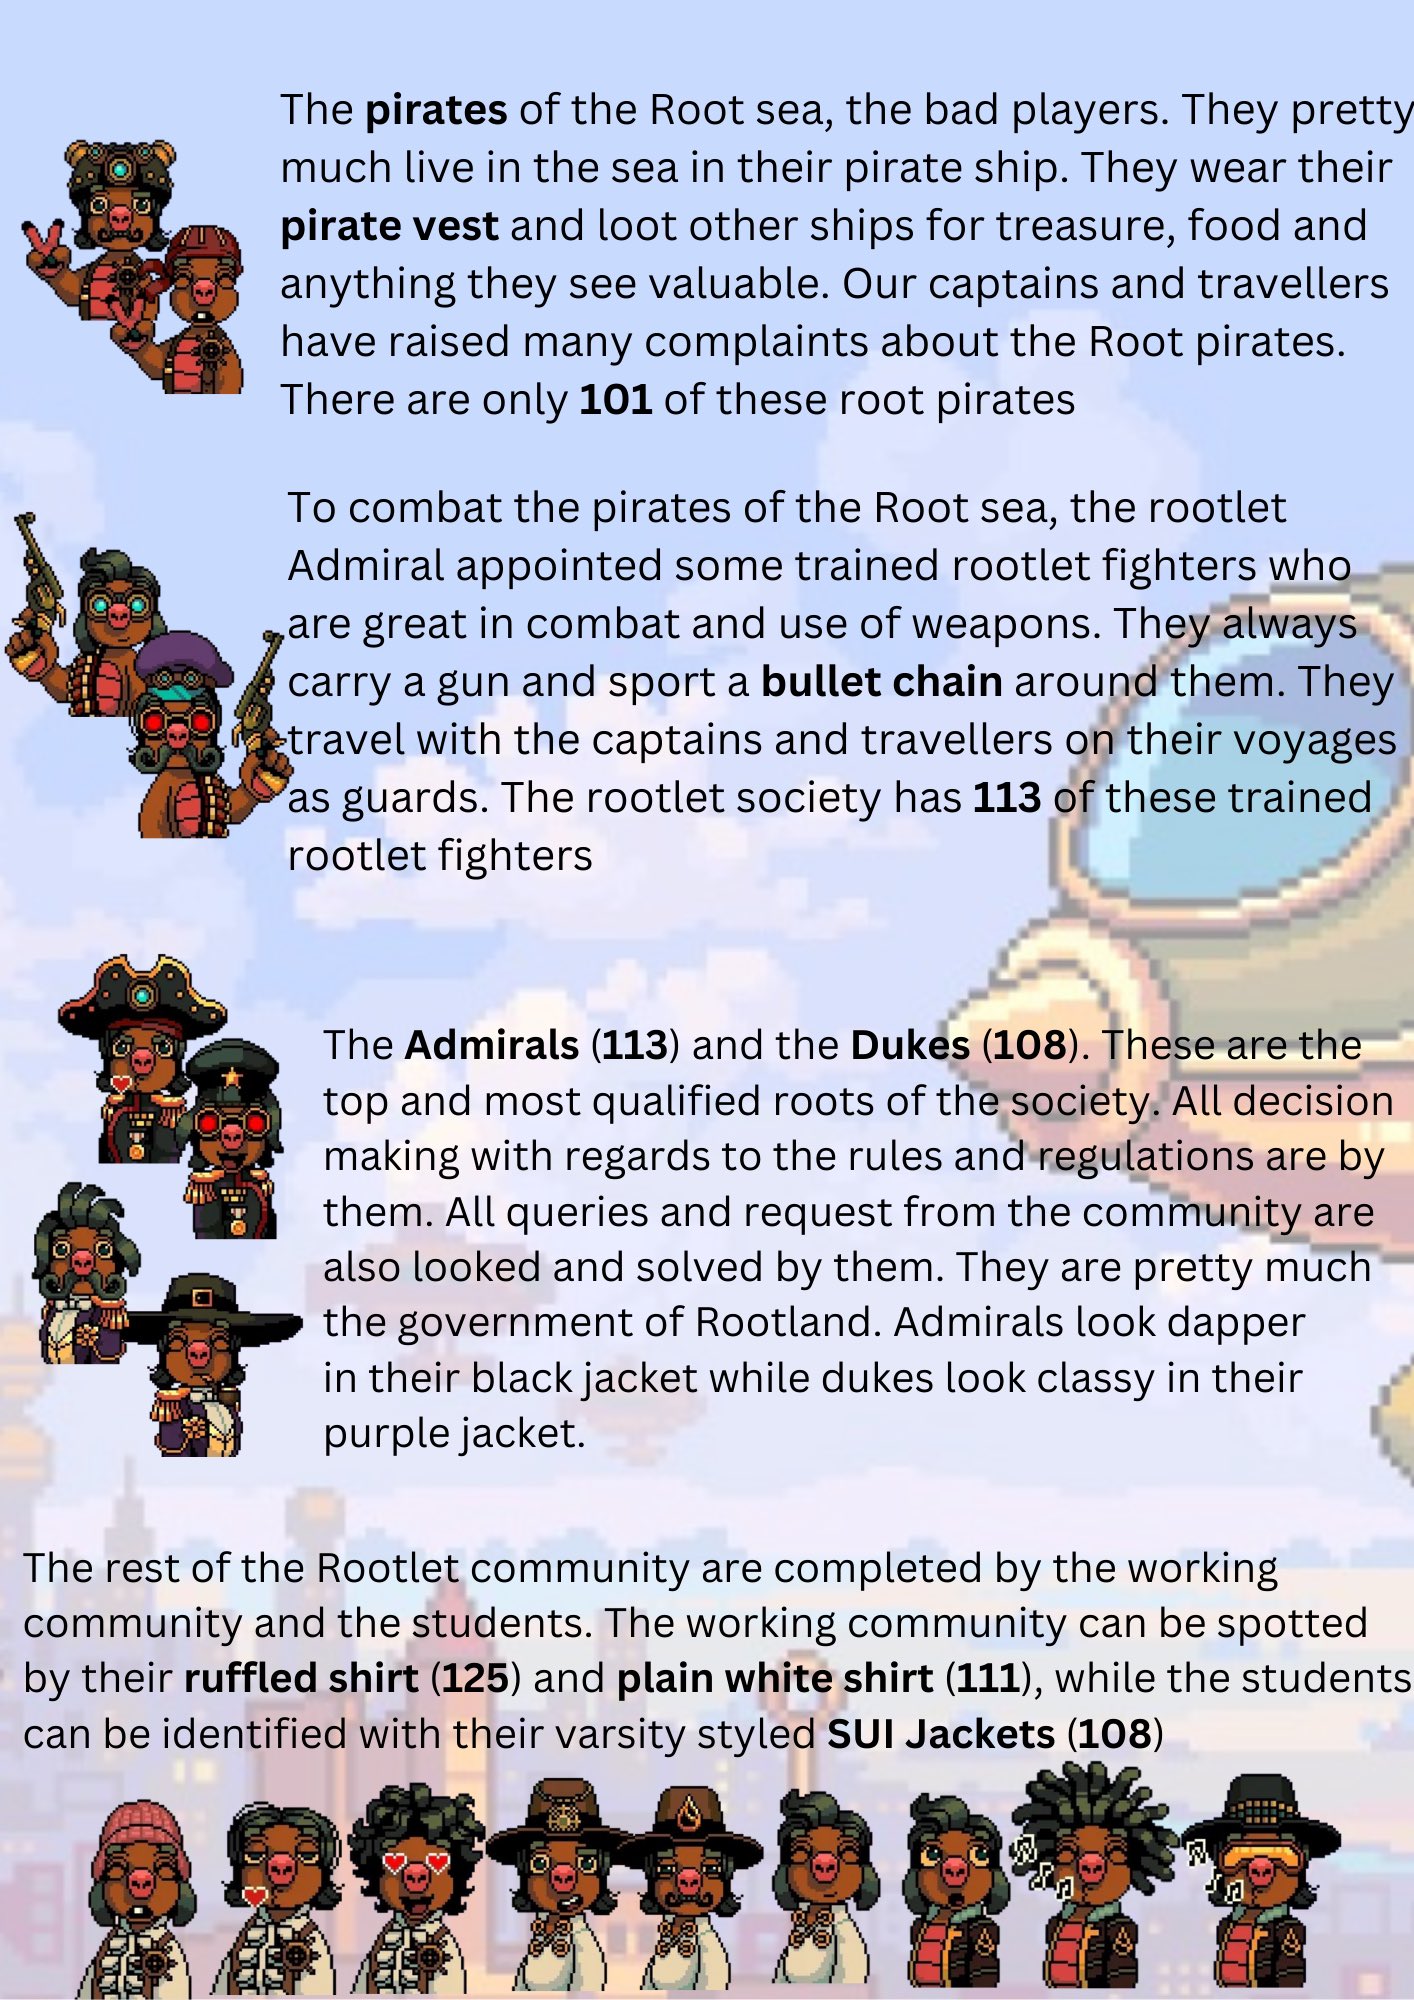 The pirates of the Root sea, the bad players. They pretty
much live in the sea in their pirate ship. They wear their
pirate vest and loot other ships for treasure, food and
anything they see valuable. Our captains and travellers
have raised many complaints about the Root pirates.
There are only 101 of these root pirates
To combat the pirates of the Root sea, the rootlet
Admiral appointed some trained rootlet fighters who
are great in combat and use of weapons. They always
carry a gun and sport a bullet chain around them. They
travel with the captains and travellers on their voyages
as guards. The rootlet society has 113 of these trained
rootlet fighters
The Admirals (113) and the Dukes (108). These are the
top and most qualified roots of the society. All decision
making with regards to the rules and regulations are by
them. All queries and request from the community are
also looked and solved by them. They are pretty much
the government of Rootland. Admirals look dapper
in their black jacket while dukes look classy in their
purple jacket.
The rest of the Rootlet community are completed by the working
community and the students. The working community can be spotted
by their ruffled shirt (125) and plain white shirt (111), while the students
can be identified with their varsity styled SUI Jackets (108)